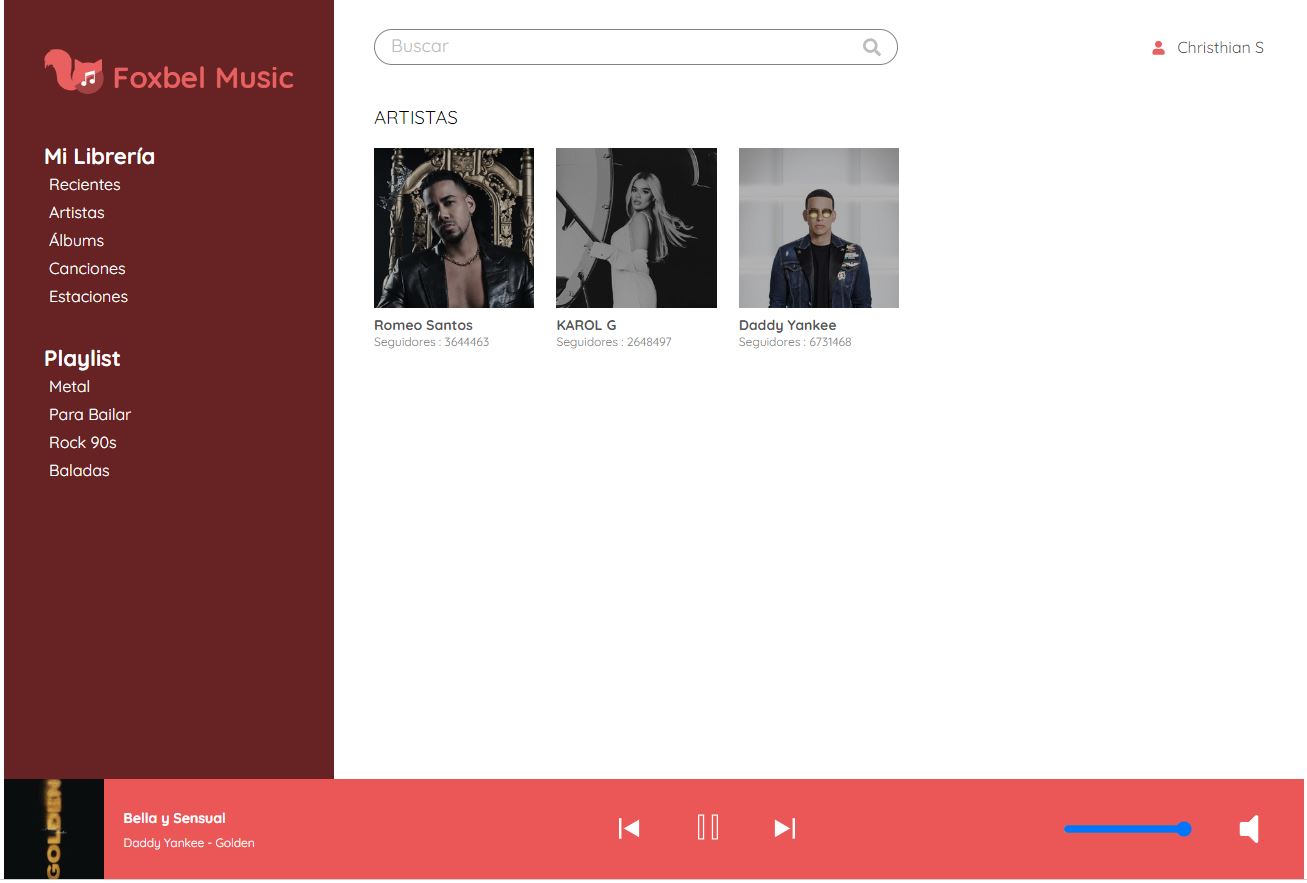 Foxbel Music
Mi Librería
Recientes
Artistas
Álbums
Canciones
Estaciones
Playlist
Metal
Para Bailar
Rock 90s
Baladas
Buscar
Christhian S
ARTISTAS
Romeo Santos
Seguidores : 3644463
KAROL G
Seguidores : 2648497
Daddy Yankee
Seguidores : 6731468
GOLDEN
Bella y Sensual
Daddy Yankee - Golden